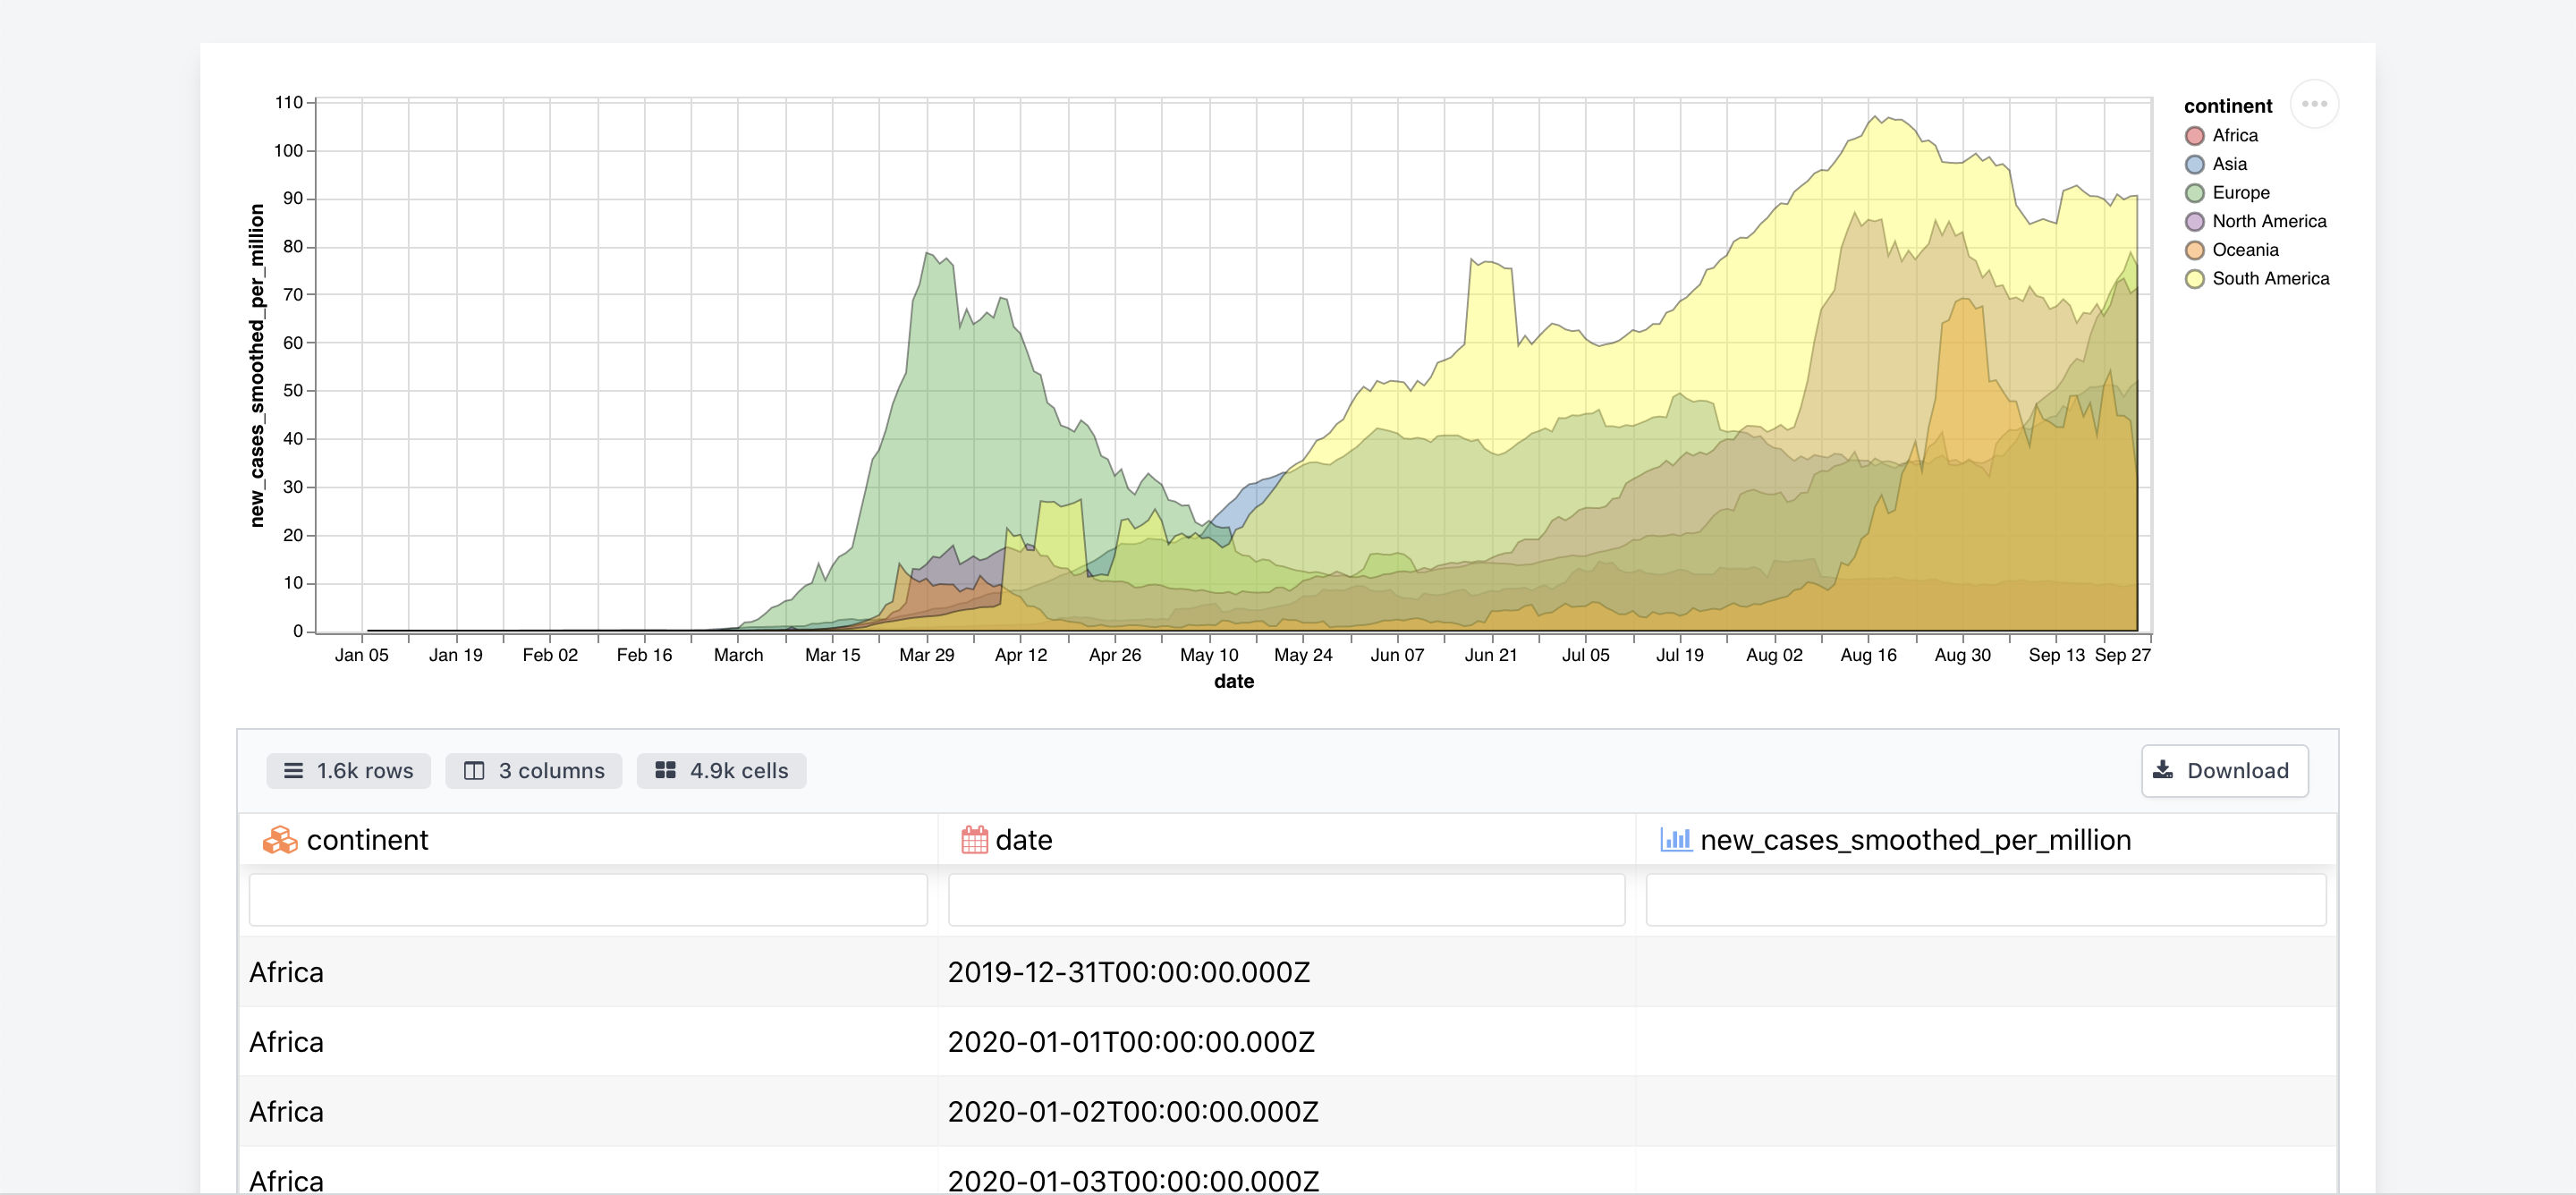 110
100
90
80
70
60
50
40
30
20
10
0
new_cases_smoothed_per_million
Jan 05 Jan 19 Feb 02 Feb 16 March Mar 15 Mar 29 Apr 12 Apr 26 May 10 May 24 Jun 07 Jun 21 Jul 05 Jul 19 Aug 02 Aug 16 Aug 30 Sep 13 Sep 27
date
continent
Africa
Asia
Europe
North America
Oceania
South America
1.6k rows 3 columns 4.9k cells Download
continent date new_cases_smoothed_per_million
Africa 2019-12-31T00:00:00.000Z
Africa 2020-01-01T00:00:00.000Z
Africa 2020-01-02T00:00:00.000Z
Africa 2020-01-03T00:00:00.000Z